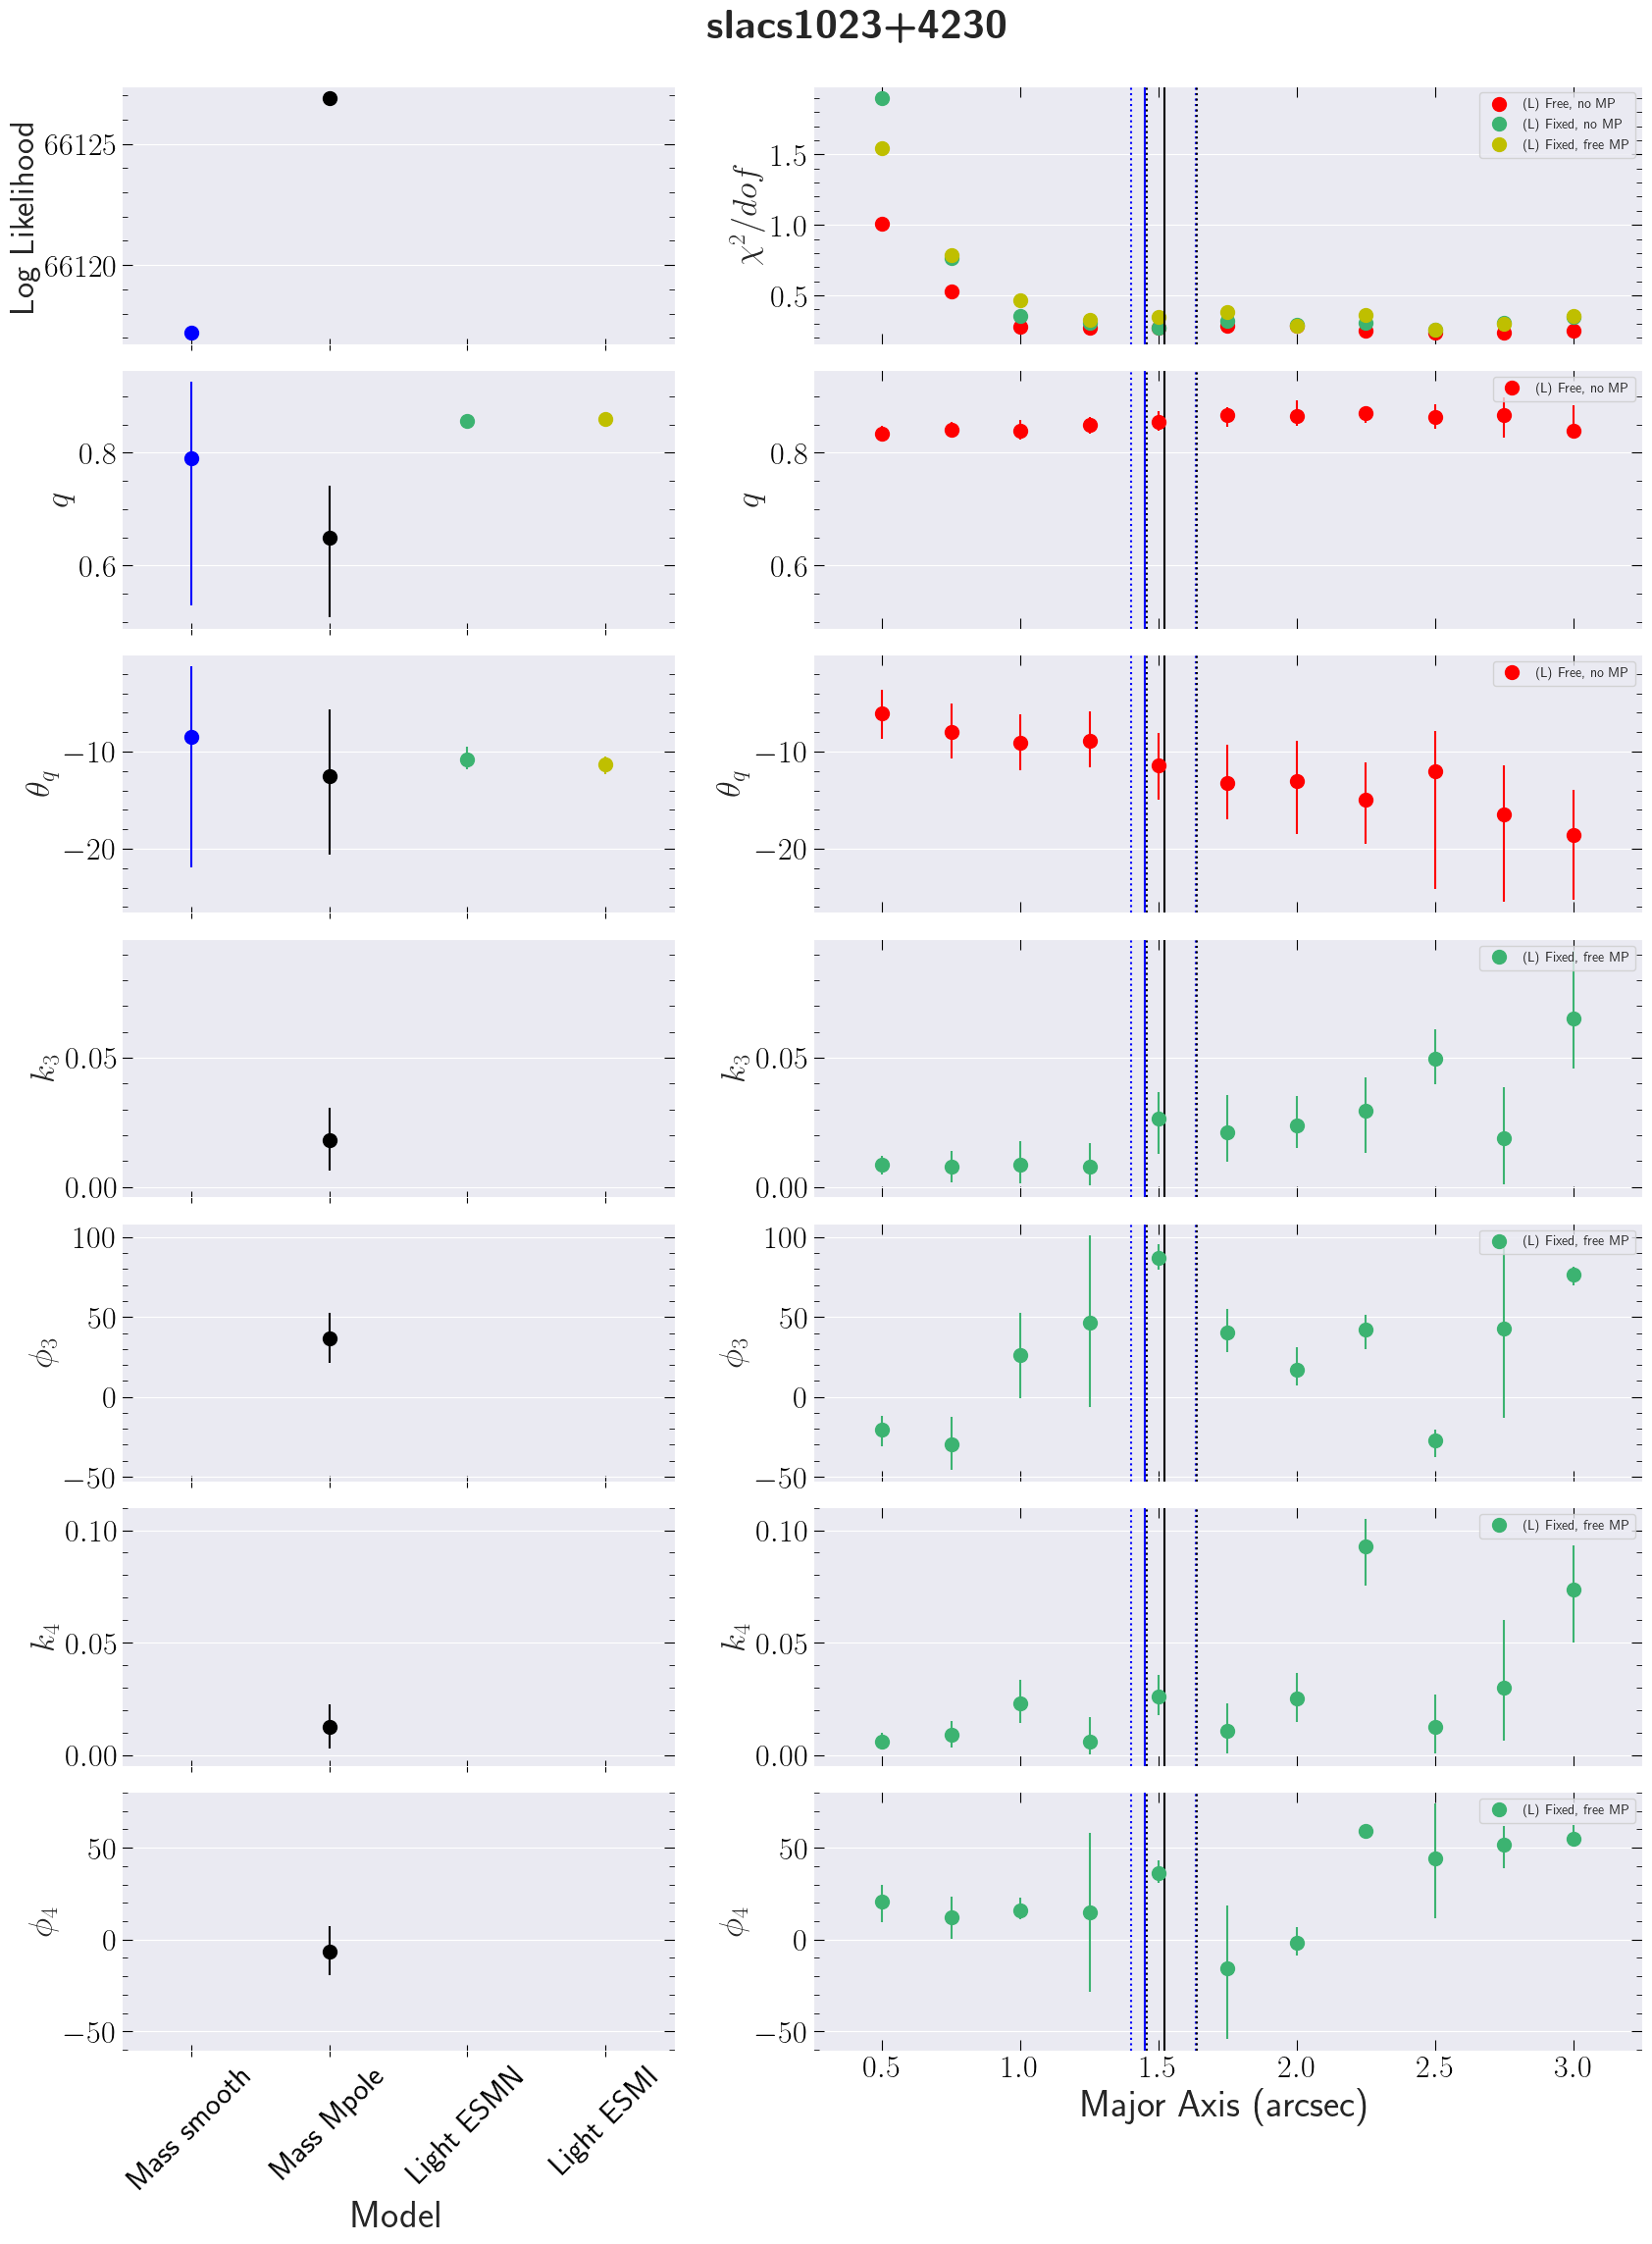 slacs1023+4230
Log Likelihood
66125
66120
χ²/dof
1.5
1.0
0.5
(L) Free, no MP
(L) Fixed, no MP
(L) Fixed, free MP
q
0.8
0.6
q
0.8
0.6
(L) Free, no MP
θ_q
−10
−20
θ_q
−10
−20
(L) Free, no MP
k₃
0.05
0.00
k₃
0.05
0.00
(L) Fixed, free MP
ϕ₃
100
50
0
−50
ϕ₃
100
50
0
−50
(L) Fixed, free MP
k₄
0.10
0.05
0.00
k₄
0.10
0.05
0.00
(L) Fixed, free MP
ϕ₄
50
0
−50
ϕ₄
50
0
−50
(L) Fixed, free MP
Mass smooth
Mass Mpole
Light ESMN
Light ESMI
Model
0.5 1.0 1.5 2.0 2.5 3.0
Major Axis (arcsec)